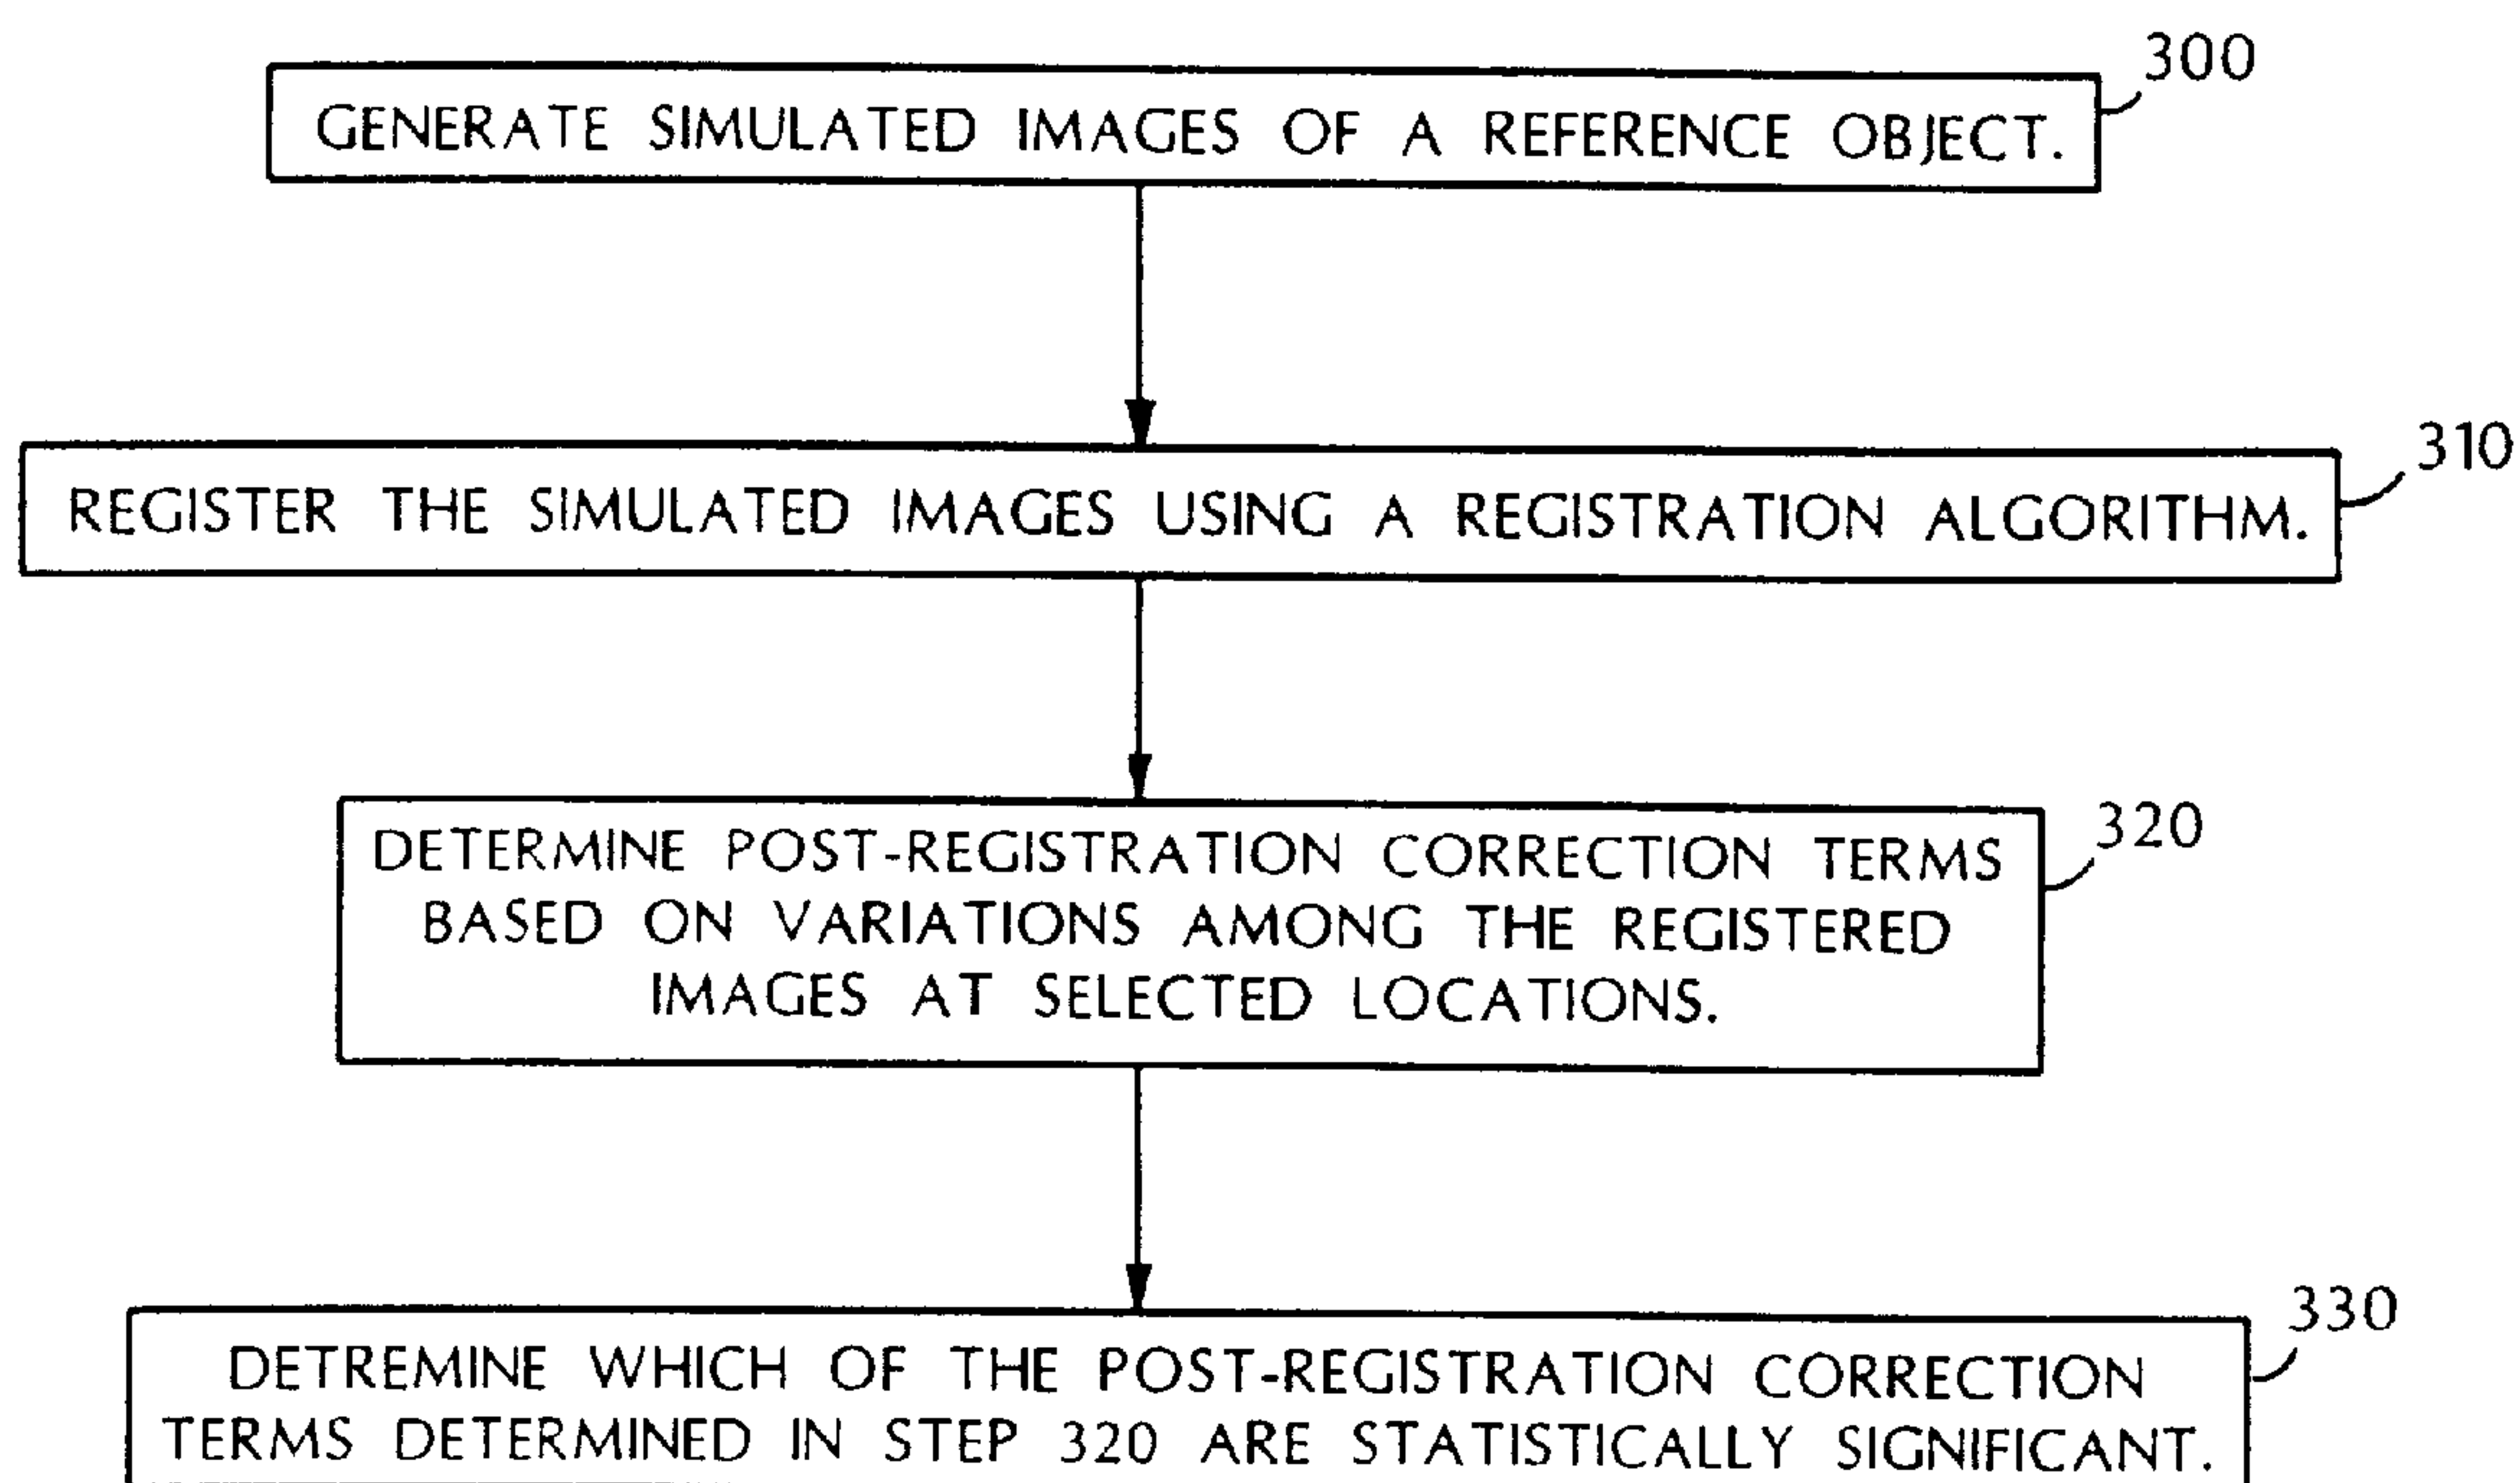 300
GENERATE SIMULATED IMAGES OF A REFERENCE OBJECT.
310
REGISTER THE SIMULATED IMAGES USING A REGISTRATION ALGORITHM.
320
DETERMINE POST-REGISTRATION CORRECTION TERMS
BASED ON VARIATIONS AMONG THE REGISTERED
IMAGES AT SELECTED LOCATIONS.
330
DETREMINE WHICH OF THE POST-REGISTRATION CORRECTION
TERMS DETERMINED IN STEP 320 ARE STATISTICALLY SIGNIFICANT.